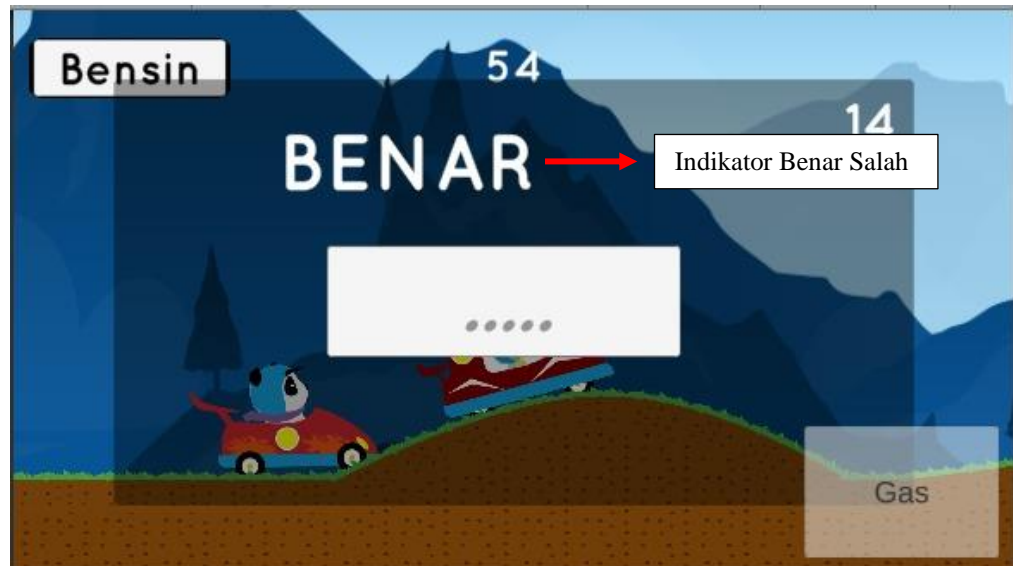 Bensin
54
14
BENAR
Indikator Benar Salah
.....
Gas